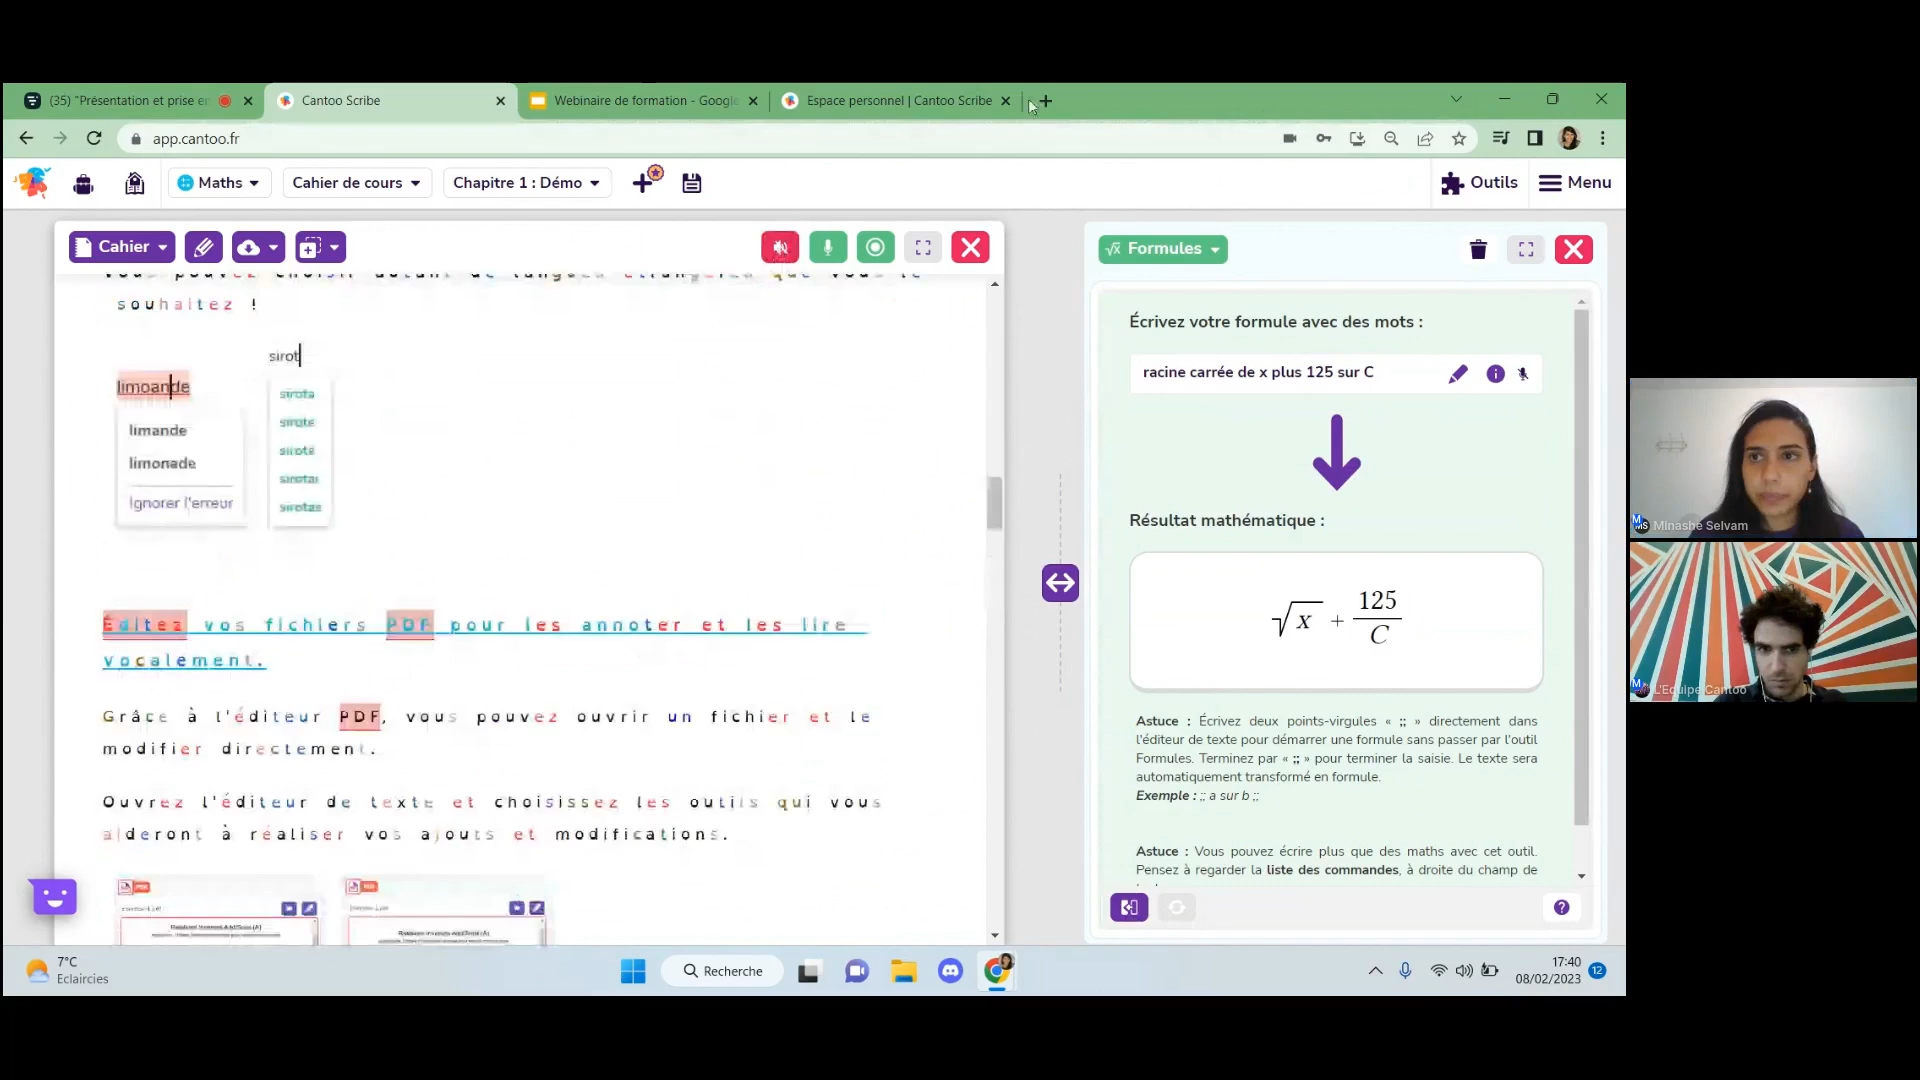 (35) "Présentation et prise en
Cantoo Scribe
Webinaire de formation - Google
Espace personnel | Cantoo Scribe
app.cantoo.fr
Maths
Cahier de cours
Chapitre 1 : Démo
Outils
Menu
Cahier
souhaitez !
limoande
limande
limonade
Ignorer l'erreur
sirot
sirota
sirote
siroté
sirotai
sirotas
Éditez vos fichiers PDF pour les annoter et les lire
vocalement.
Grâce à l'éditeur PDF, vous pouvez ouvrir un fichier et le
modifier directement.
Ouvrez l'éditeur de texte et choisissez les outils qui vous
aideront à réaliser vos ajouts et modifications.
√x Formules
Écrivez votre formule avec des mots :
racine carrée de x plus 125 sur C
Résultat mathématique :
√x + 125/C
Astuce : Écrivez deux points-virgules « ;; » directement dans
l'éditeur de texte pour démarrer une formule sans passer par l'outil
Formules. Terminez par « ;; » pour terminer la saisie. Le texte sera
automatiquement transformé en formule.
Exemple : ;; a sur b ;;
Astuce : Vous pouvez écrire plus que des maths avec cet outil.
Pensez à regarder la liste des commandes, à droite du champ de
Minashe Selvam
L'Equipe Cantoo
7°C
Eclaircies
Recherche
17:40
08/02/2023
12